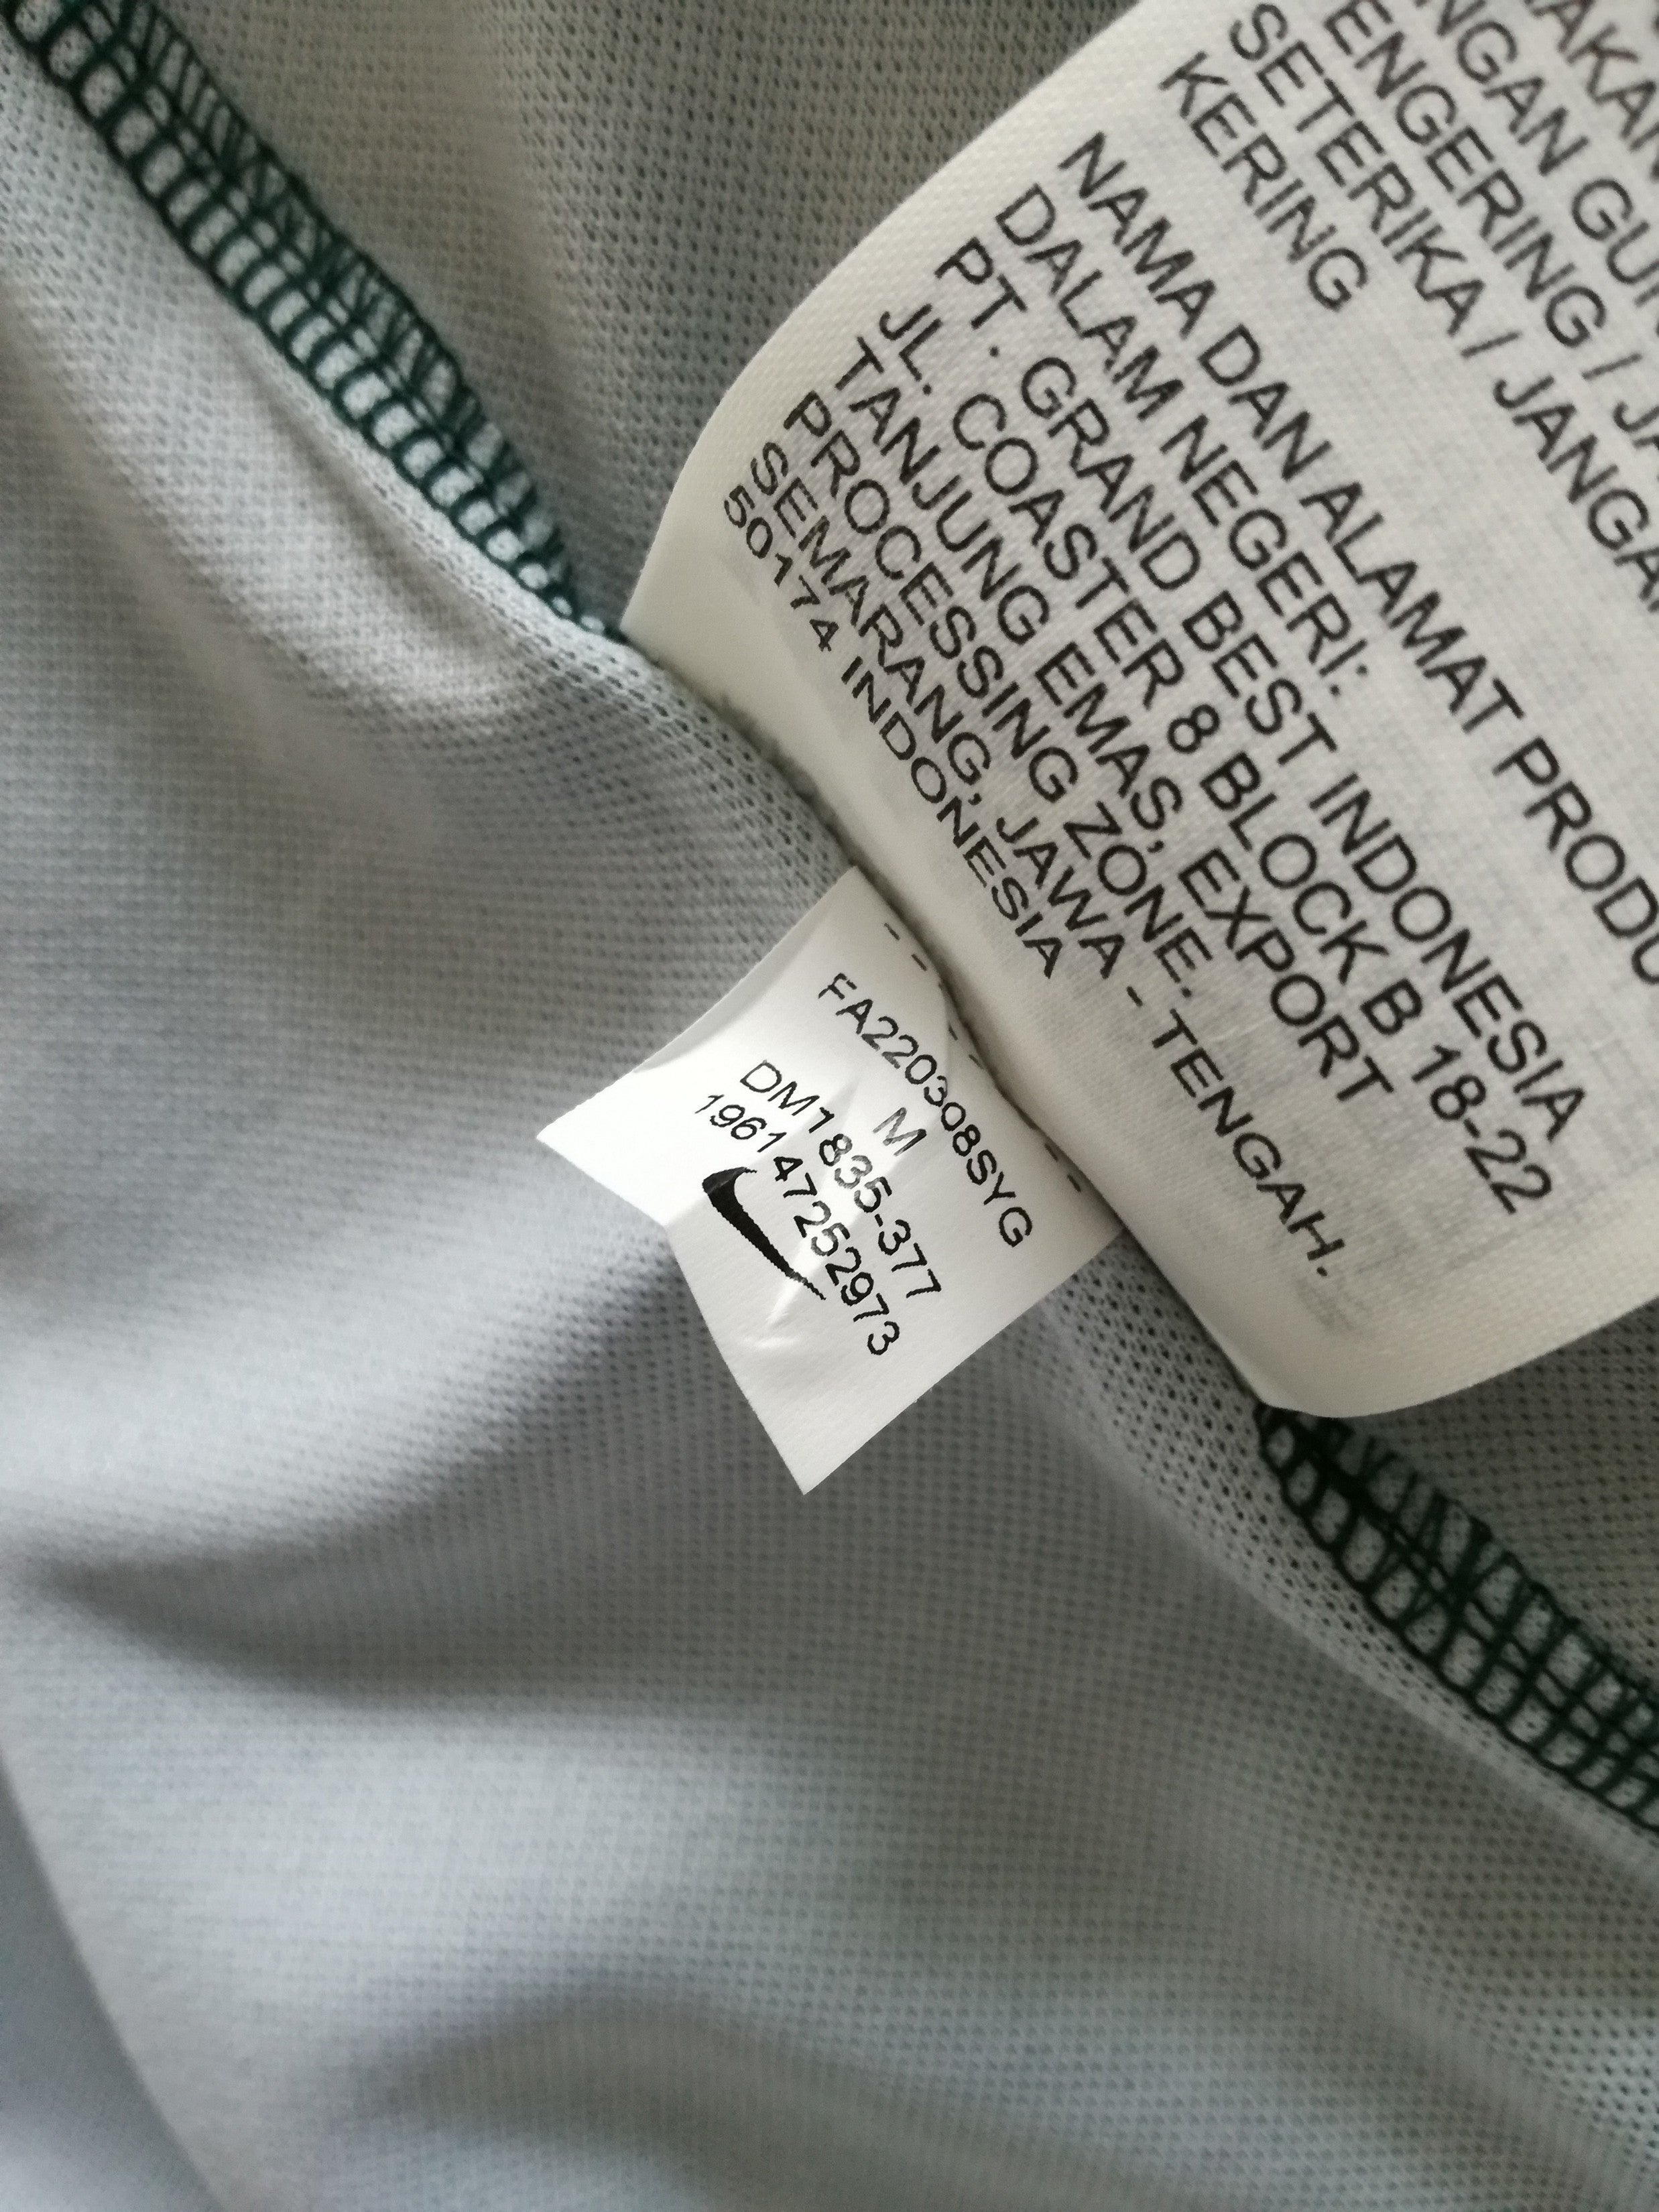 SETERIKA / JANGAN
KERING
NAMA DAN ALAMAT
DALAM NEGERI:
PT. GRAND BEST INDONESIA
JL. COASTER 8 BLOCK B 18-22
TANJUNG EMAS, EXPORT
PROCESSING ZONE.
SEMARANG, JAWA - TENGAH.
50174 INDONESIA
FA220308SYG
M
DM1835-377
196147252973